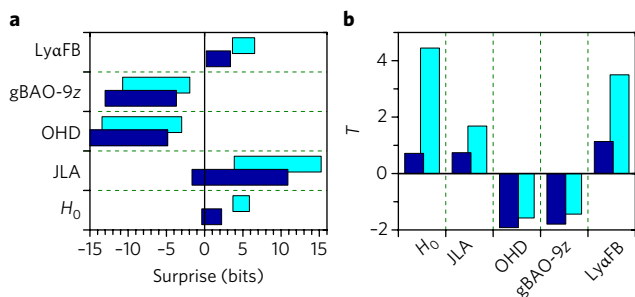 a
LyαFB
gBAO-9z
OHD
JLA
H₀
-15 -10 -5 0 5 10 15
Surprise (bits)
b
T
4
2
0
-2
H₀ JLA OHD gBAO-9z LyαFB